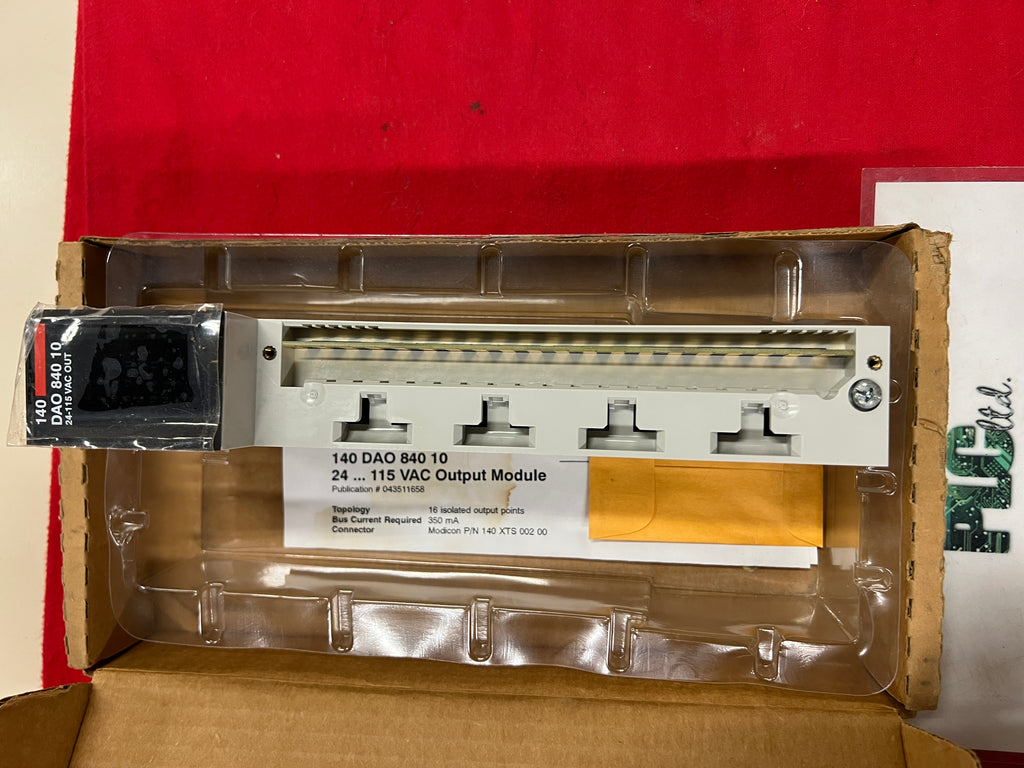 140
DAO 840 10
24-115 VAC OUT
140 DAO 840 10
24 ... 115 VAC Output Module
Publication # 043511658
Topology 16 isolated output points
Bus Current Required 350 mA
Connector Modicon P/N 140 XTS 002 00
PLC ltd.